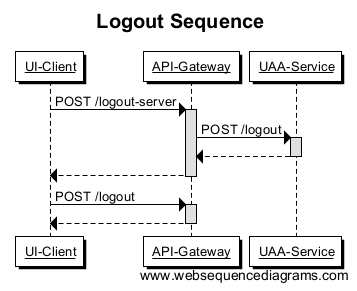 Logout Sequence
UI-Client API-Gateway UAA-Service
POST /logout-server
POST /logout
POST /logout
UI-Client API-Gateway UAA-Service
www.websequencediagrams.com